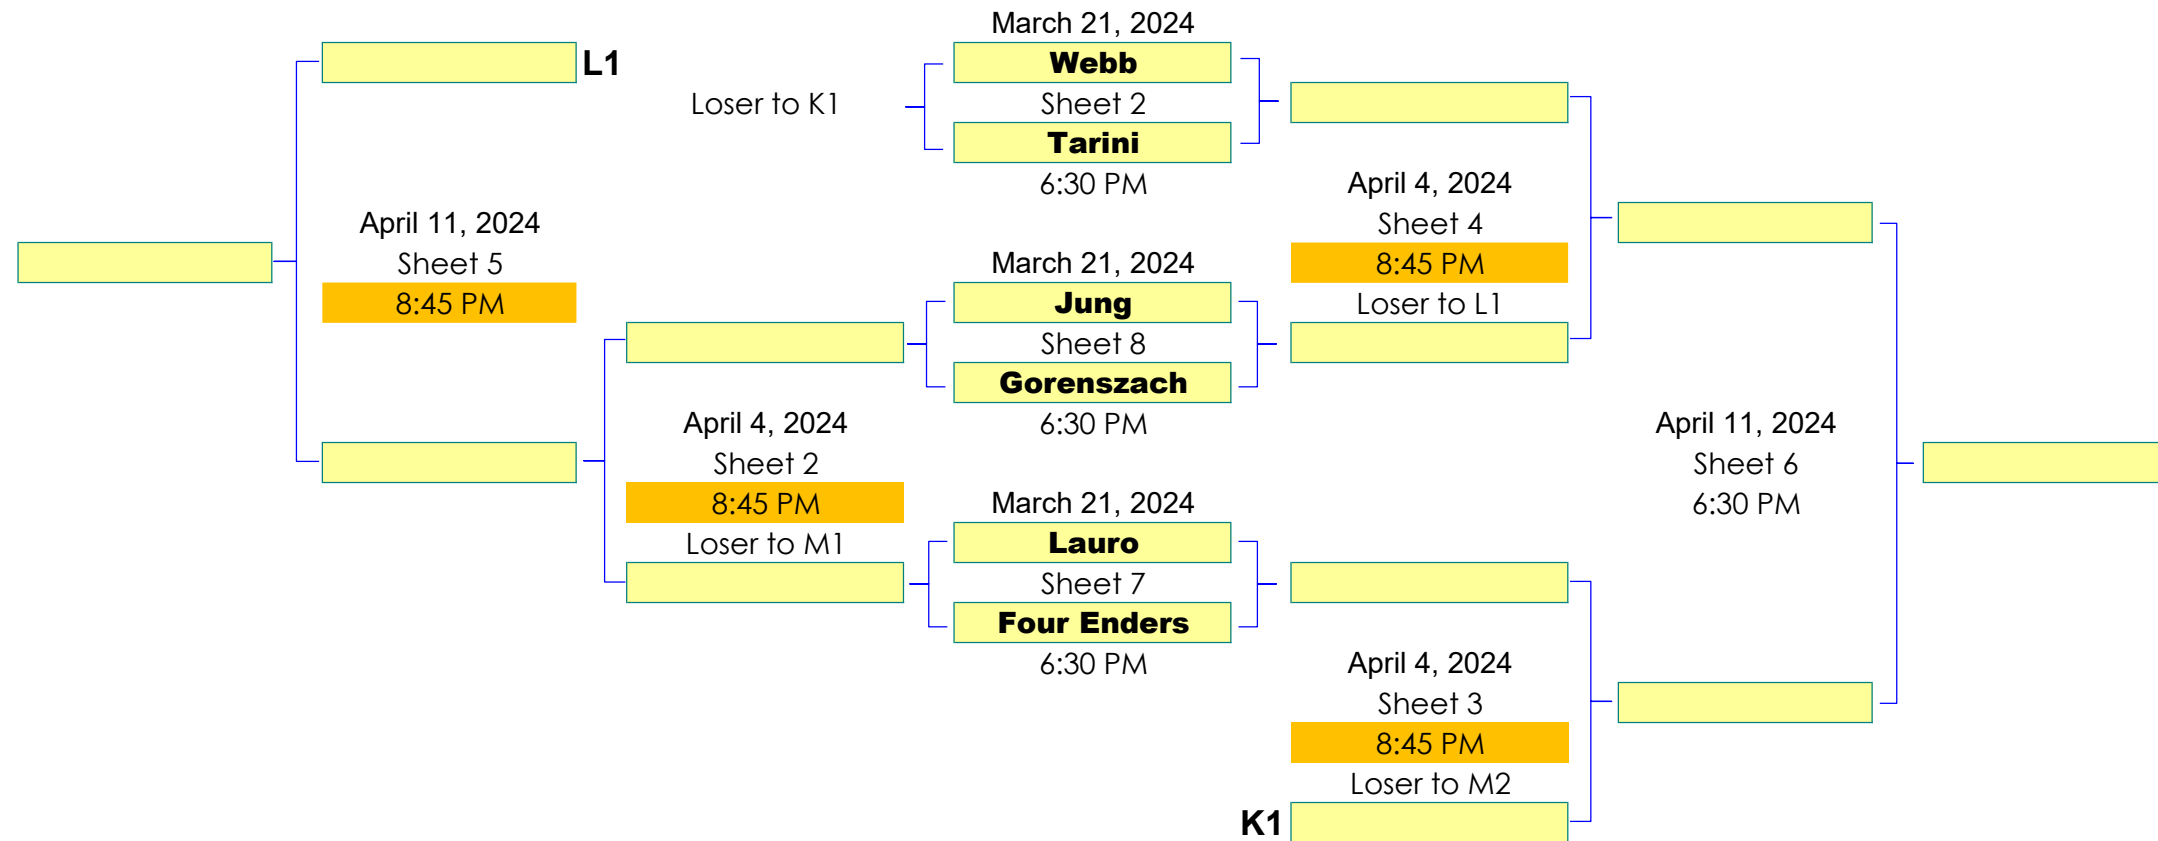 March 21, 2024
L1
Webb
Loser to K1
Sheet 2
Tarini
6:30 PM
April 4, 2024
Sheet 4
8:45 PM
Loser to L1
April 11, 2024
Sheet 5
8:45 PM
March 21, 2024
Jung
Sheet 8
Gorenszach
6:30 PM
April 4, 2024
Sheet 2
8:45 PM
Loser to M1
April 11, 2024
Sheet 6
6:30 PM
March 21, 2024
Lauro
Sheet 7
Four Enders
6:30 PM
April 4, 2024
Sheet 3
8:45 PM
Loser to M2
K1